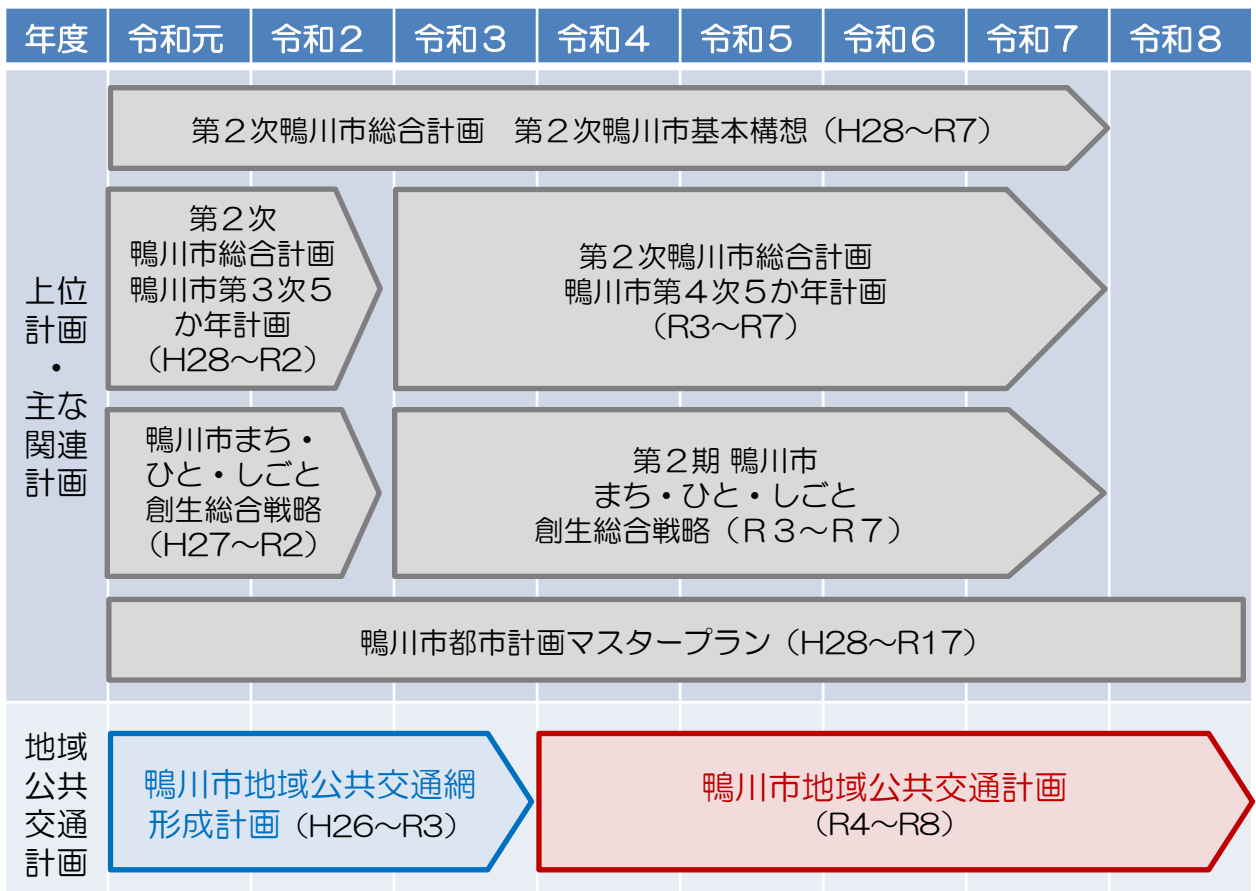 年度 令和元 令和２ 令和３ 令和４ 令和５ 令和６ 令和７ 令和８
上位
計画
・
主な
関連
計画
第２次鴨川市総合計画　第２次鴨川市基本構想（H28～R7）
第２次
鴨川市総合計画
鴨川市第３次５
か年計画
（H28～R2）
第２次鴨川市総合計画
鴨川市第４次５か年計画
（R3～R7）
鴨川市まち・
ひと・しごと
創生総合戦略
（H27～R2）
第２期 鴨川市
まち・ひと・しごと
創生総合戦略（Ｒ３～Ｒ７）
鴨川市都市計画マスタープラン（H28～R17）
地域
公共
交通
計画
鴨川市地域公共交通網
形成計画（H26～R3）
鴨川市地域公共交通計画
（R4～R8）